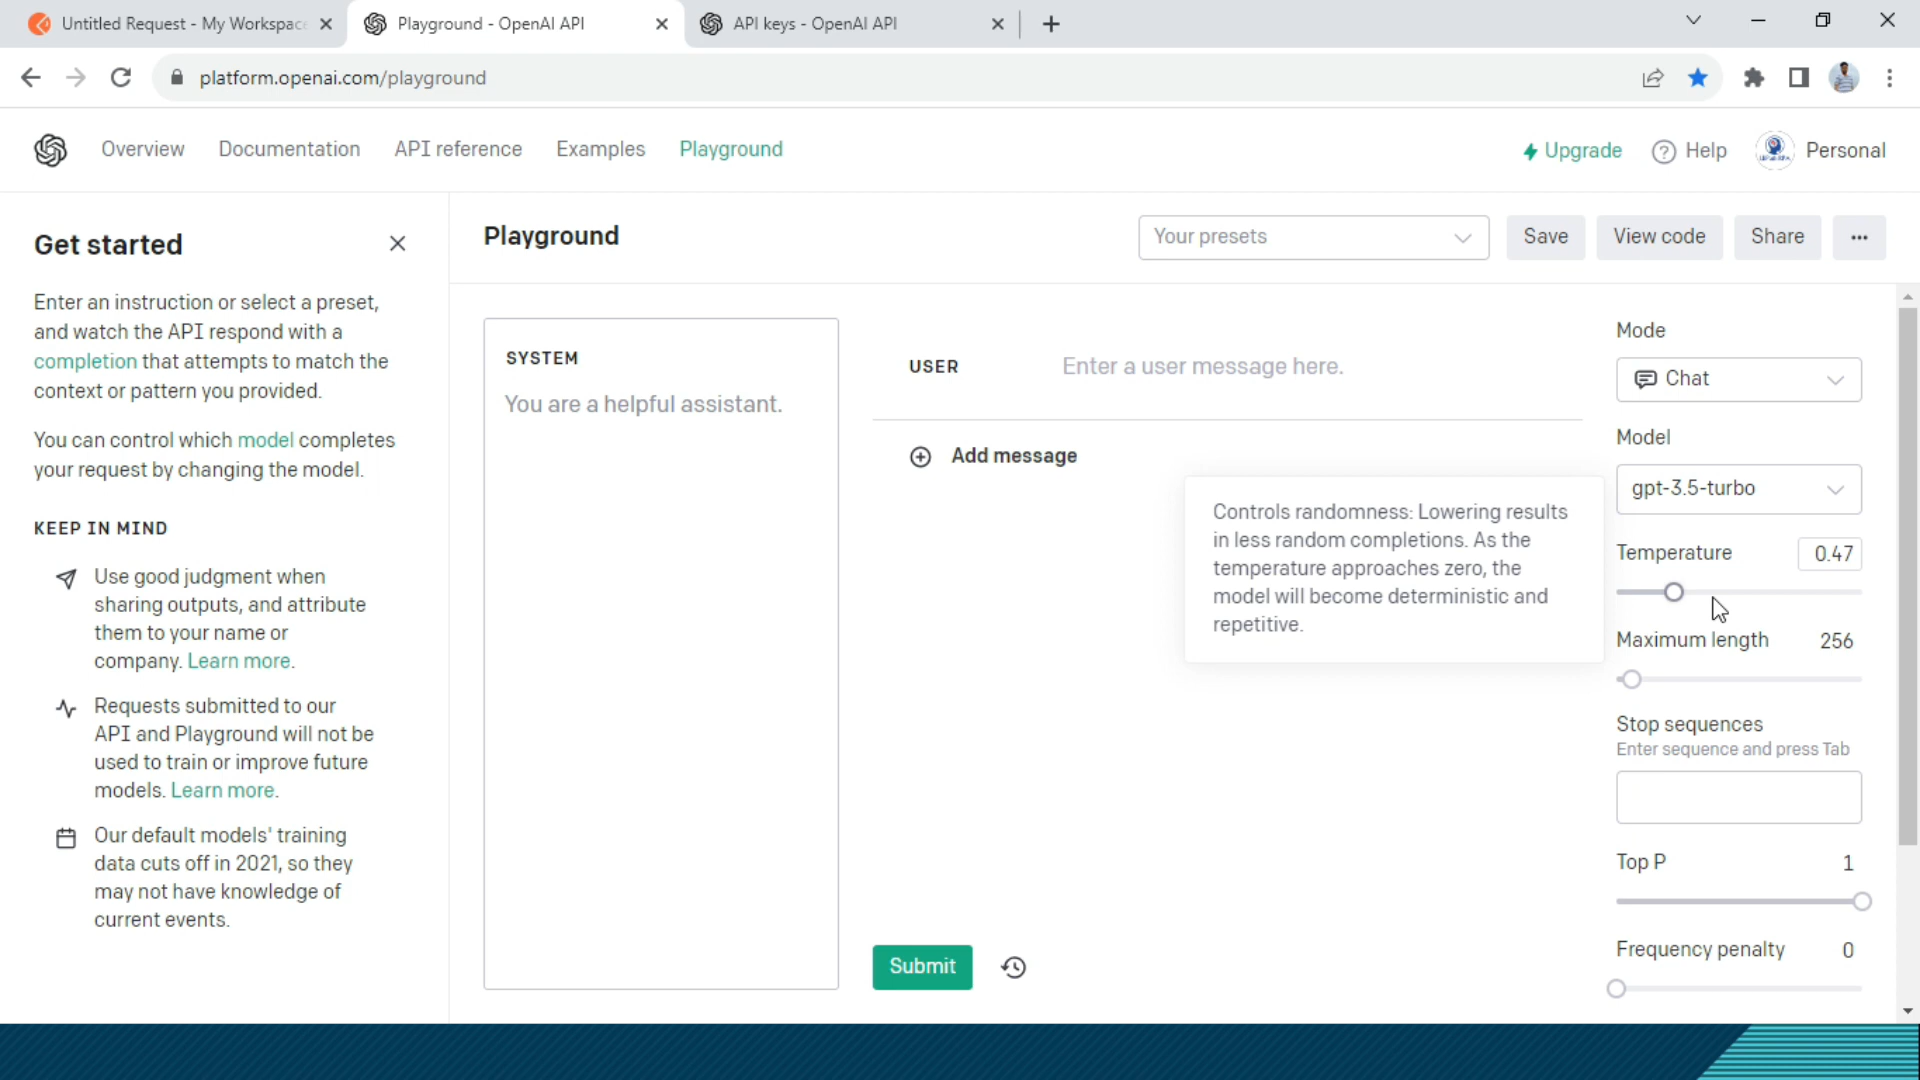 Untitled Request - My Workspace
Playground - OpenAI API
API keys - OpenAI API
platform.openai.com/playground
Overview
Documentation
API reference
Examples
Playground
Upgrade
Help
Personal
Get started
Enter an instruction or select a preset,
and watch the API respond with a
completion that attempts to match the
context or pattern you provided.
You can control which model completes
your request by changing the model.
KEEP IN MIND
Use good judgment when
sharing outputs, and attribute
them to your name or
company. Learn more.
Requests submitted to our
API and Playground will not be
used to train or improve future
models. Learn more.
Our default models' training
data cuts off in 2021, so they
may not have knowledge of
current events.
Playground
Your presets
Save
View code
Share
...
SYSTEM
You are a helpful assistant.
USER
Enter a user message here.
Add message
Controls randomness: Lowering results
in less random completions. As the
temperature approaches zero, the
model will become deterministic and
repetitive.
Submit
Mode
Chat
Model
gpt-3.5-turbo
Temperature 0.47
Maximum length 256
Stop sequences
Enter sequence and press Tab
Top P 1
Frequency penalty 0